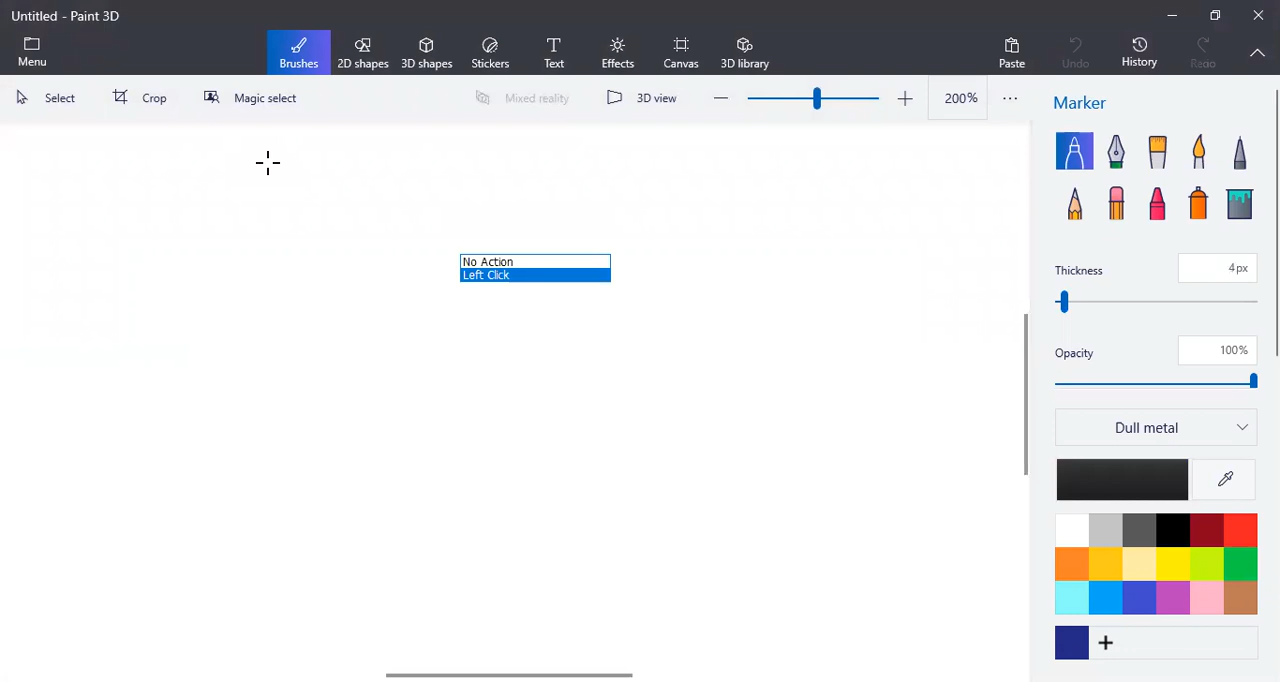 Untitled - Paint 3D
Menu
Brushes
2D shapes
3D shapes
Stickers
Text
Effects
Canvas
3D library
Paste
Undo
History
Redo
Select
Crop
Magic select
Mixed reality
3D view
200%
Marker
No Action
Left Click
Thickness
4px
Opacity
100%
Dull metal